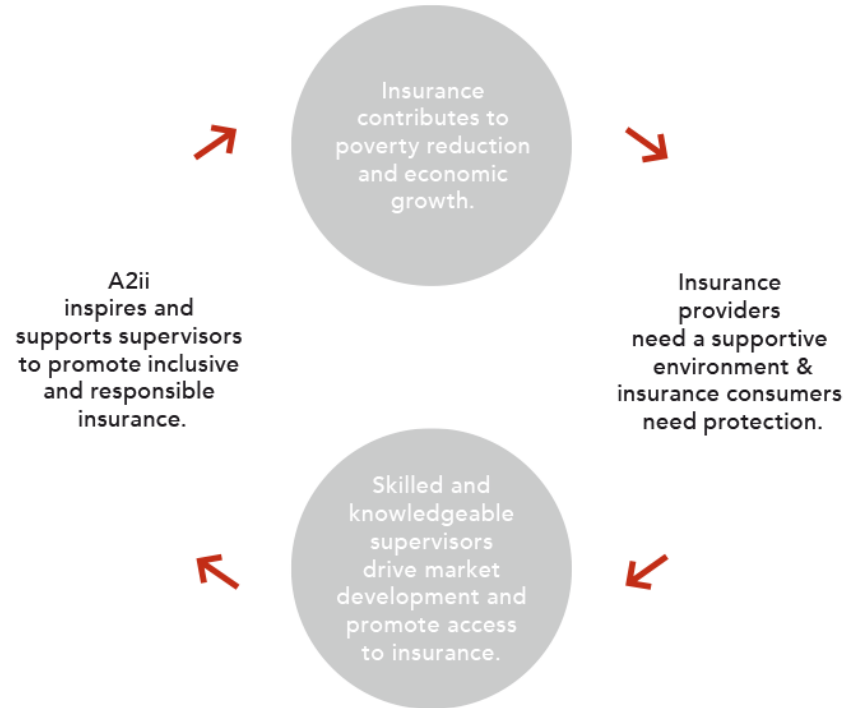 Insurance
contributes to
poverty reduction
and economic
growth.
A2ii
inspires and
supports supervisors
to promote inclusive
and responsible
insurance.
Insurance
providers
need a supportive
environment &
insurance consumers
need protection.
Skilled and
knowledgeable
supervisors
drive market
development and
promote access
to insurance.